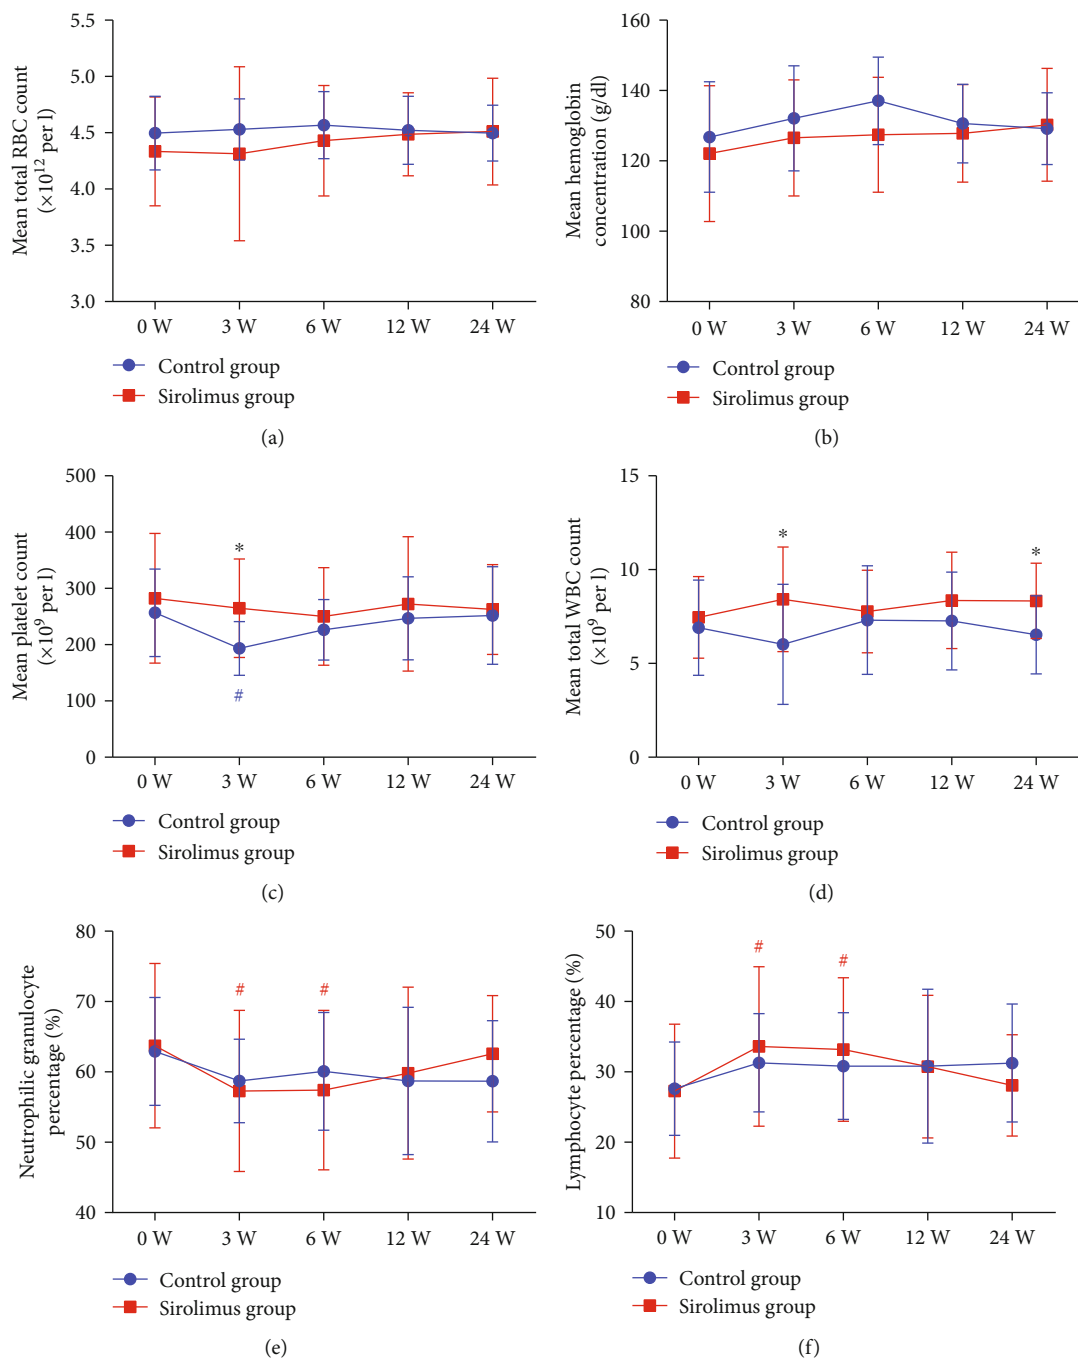 Mean total RBC count
(×10¹² per l)
5.5
5.0
4.5
4.0
3.5
3.0
0 W 3 W 6 W 12 W 24 W
Control group
Sirolimus group
(a)
Mean hemoglobin
concentration (g/dl)
160
140
120
100
80
0 W 3 W 6 W 12 W 24 W
Control group
Sirolimus group
(b)
Mean platelet count
(×10⁹ per l)
500
400
300
200
100
0
*
#
0 W 3 W 6 W 12 W 24 W
Control group
Sirolimus group
(c)
Mean total WBC count
(×10⁹ per l)
15
10
5
0
* *
0 W 3 W 6 W 12 W 24 W
Control group
Sirolimus group
(d)
Neutrophilic granulocyte
percentage (%)
80
70
60
50
40
# #
0 W 3 W 6 W 12 W 24 W
Control group
Sirolimus group
(e)
Lymphocyte percentage (%)
50
40
30
20
10
# #
0 W 3 W 6 W 12 W 24 W
Control group
Sirolimus group
(f)